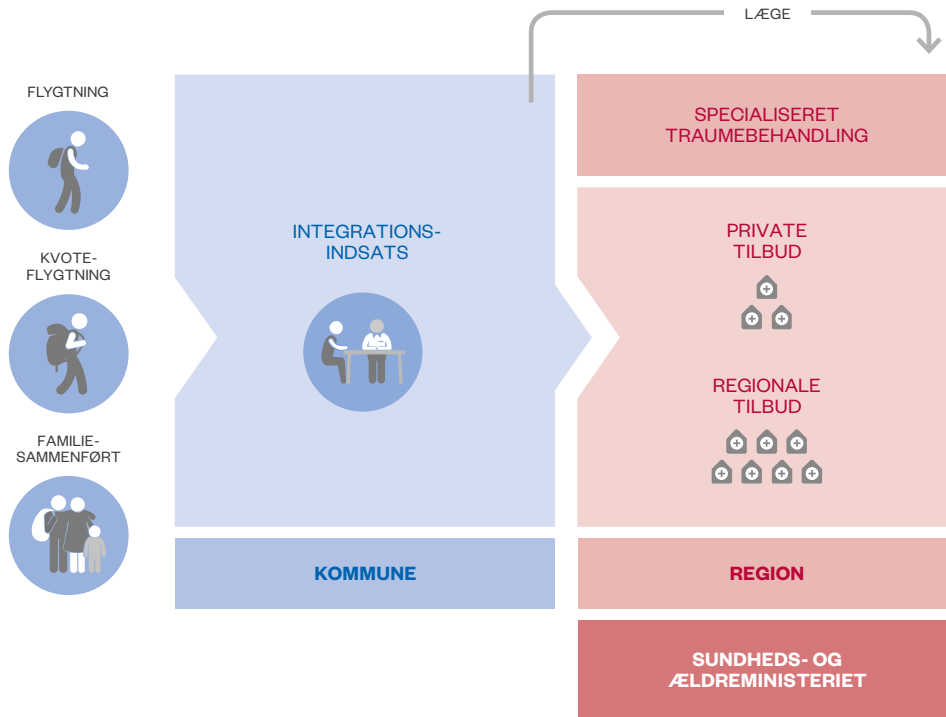 LÆGE
FLYGTNING
KVOTE-
FLYGTNING
FAMILIE-
SAMMENFØRT
INTEGRATIONS-
INDSATS
KOMMUNE
SPECIALISERET
TRAUMEBEHANDLING
PRIVATE
TILBUD
REGIONALE
TILBUD
REGION
SUNDHEDS- OG
ÆLDREMINISTERIET